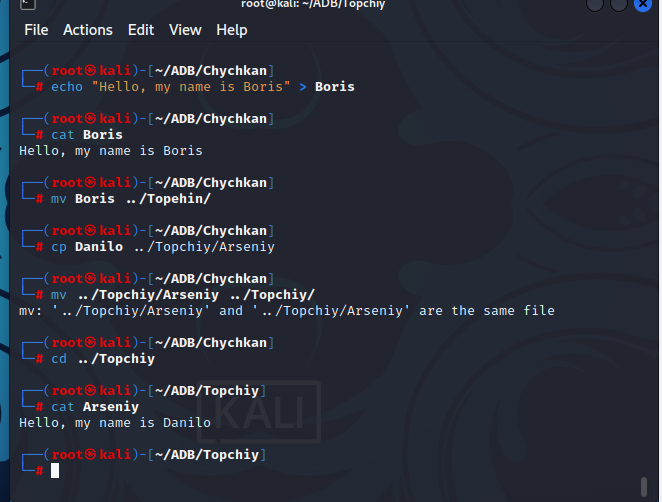 root@kali: ~/ADB/Topchiy
File Actions Edit View Help
┌──(root㉿kali)-[~/ADB/Chychkan]
└─# echo "Hello, my name is Boris" > Boris
┌──(root㉿kali)-[~/ADB/Chychkan]
└─# cat Boris
Hello, my name is Boris
┌──(root㉿kali)-[~/ADB/Chychkan]
└─# mv Boris ../Topehin/
┌──(root㉿kali)-[~/ADB/Chychkan]
└─# cp Danilo ../Topchiy/Arseniy
┌──(root㉿kali)-[~/ADB/Chychkan]
└─# mv ../Topchiy/Arseniy ../Topchiy/
mv: '../Topchiy/Arseniy' and '../Topchiy/Arseniy' are the same file
┌──(root㉿kali)-[~/ADB/Chychkan]
└─# cd ../Topchiy
┌──(root㉿kali)-[~/ADB/Topchiy]
└─# cat Arseniy
Hello, my name is Danilo
┌──(root㉿kali)-[~/ADB/Topchiy]
└─#
KALI